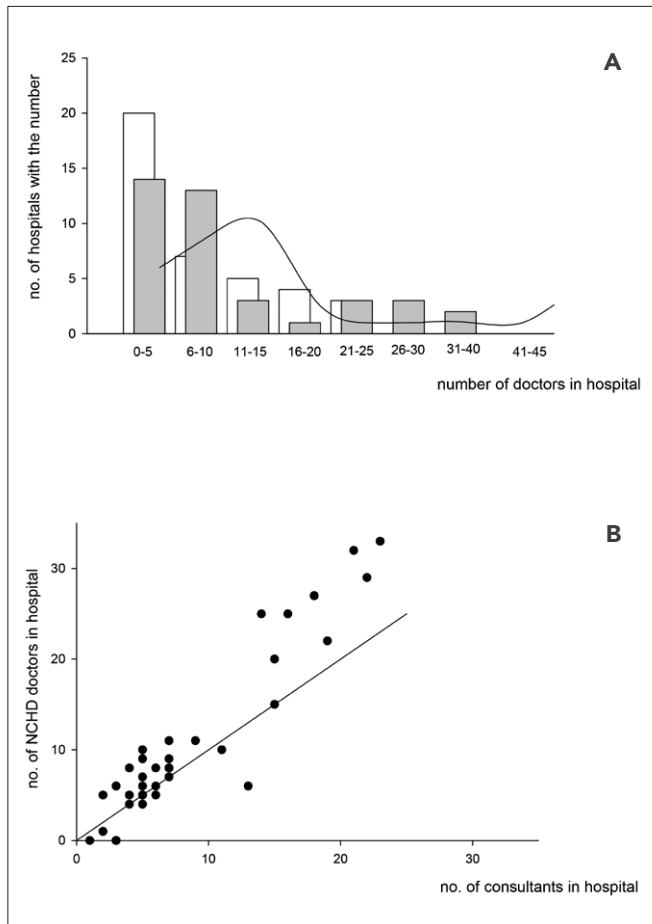 A
25
20
15
10
5
0
no. of hospitals with the number
0-5 6-10 11-15 16-20 21-25 26-30 31-40 41-45
number of doctors in hospital
B
30
20
10
0
no. of NCHD doctors in hospital
0 10 20 30
no. of consultants in hospital